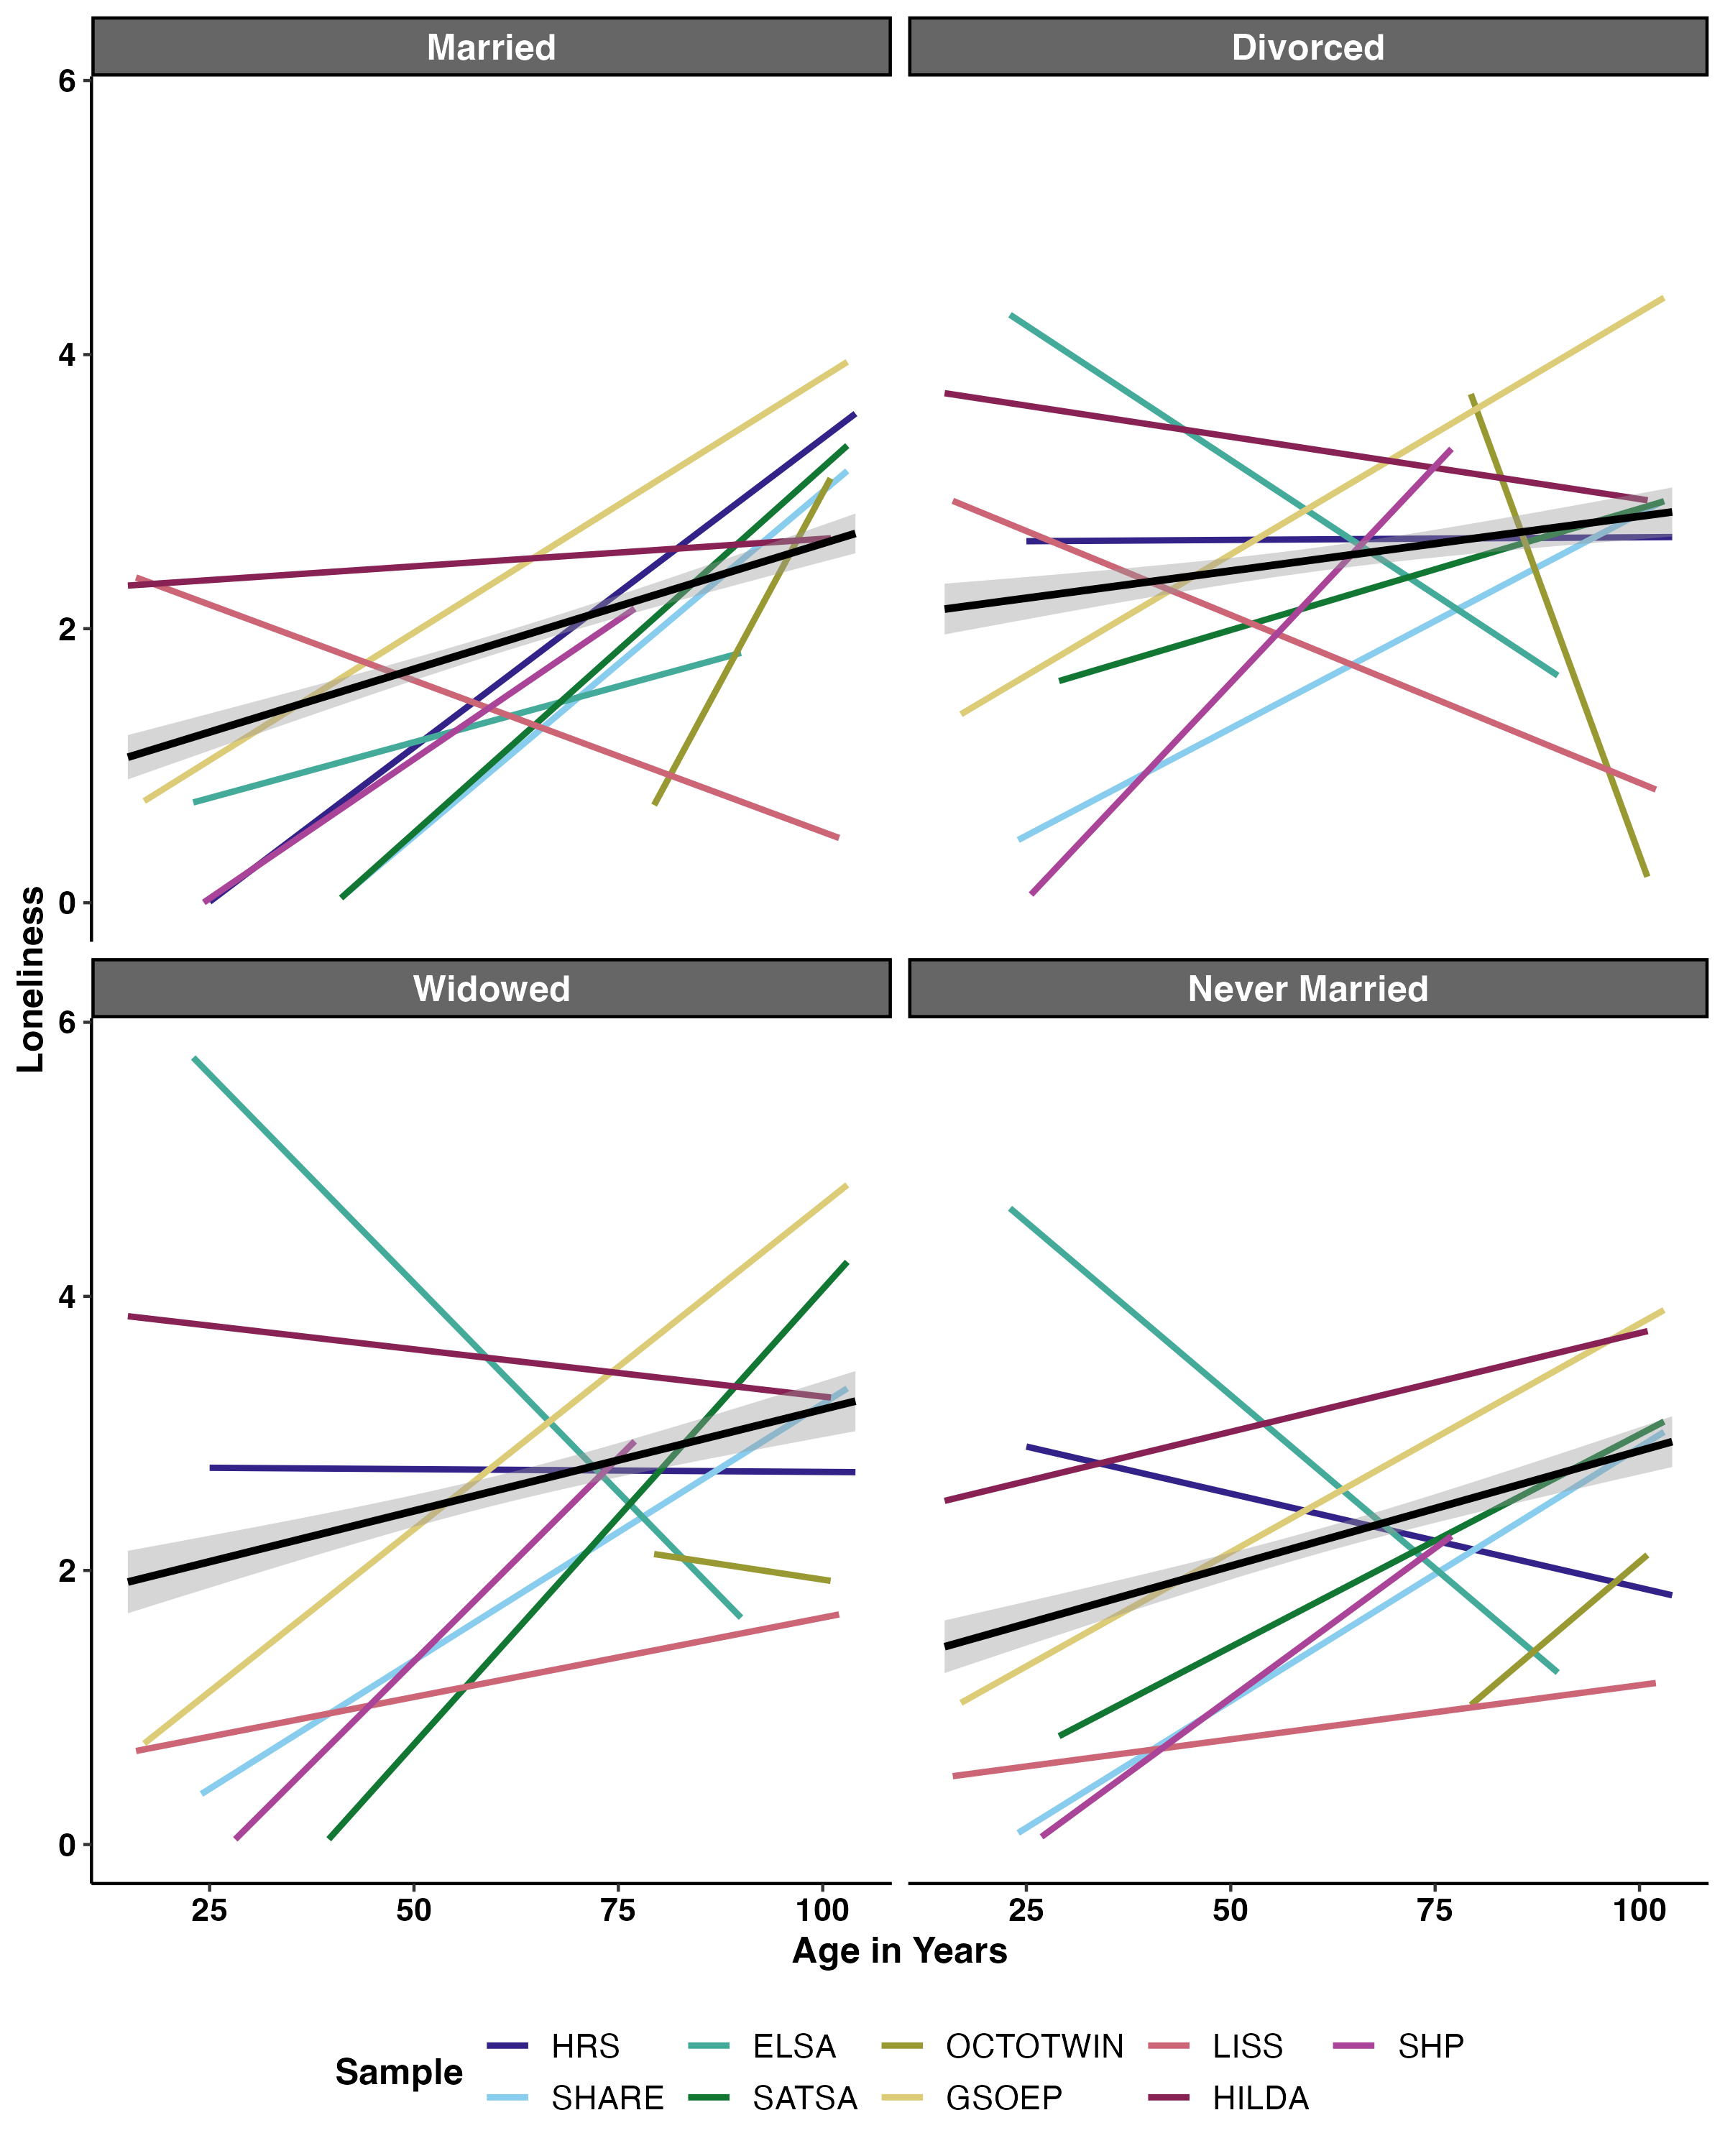 Married
Divorced
6
4
2
0
Loneliness
Widowed
Never Married
6
4
2
0
25
50
75
100
25
50
75
100
Age in Years
Sample
HRS
ELSA
OCTOTWIN
LISS
SHP
SHARE
SATSA
GSOEP
HILDA